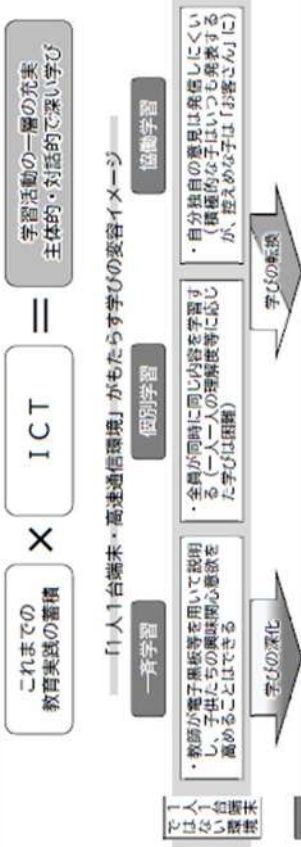 これまでの
教育実践の蓄積
×
ICT
=
学習活動の一層の充実
主体的・対話的で深い学び
「1人1台端末・高速通信環境」がもたらす学びの変容イメージ
一斉学習
個別学習
協働学習
1人1台端末
ではない環境
・教師が電子黒板等を用いて説明
し、子供たちの興味関心意欲を
高めることはできる
・全員が同時に同じ内容を学習す
る（一人一人の理解度等に応じ
た学びは困難）
・自分独自の意見は発信しにくい
（積極的な子はいつも発表する
が、控えめな子は「お客さん」に）
学びの深化
学びの転換